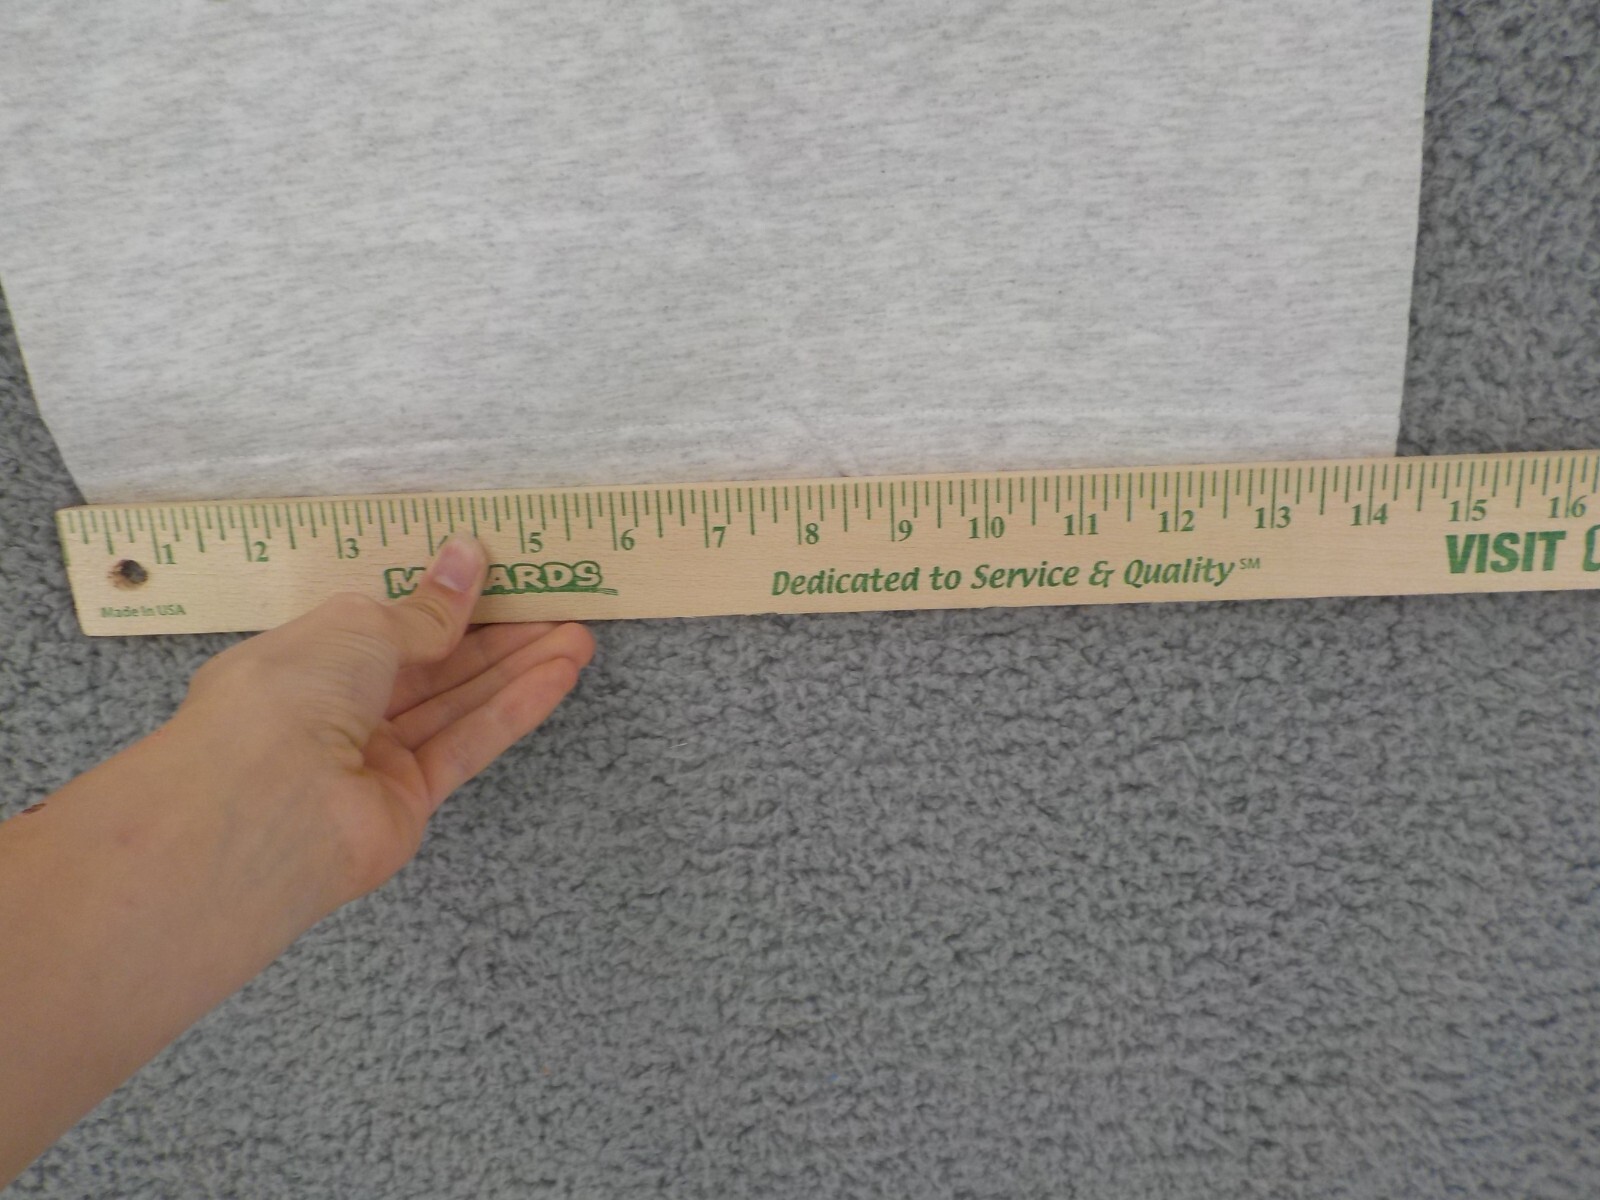 1 2 3 4 5 6 7 8 9 10 11 12 13 14 15 16
Dedicated to Service & Quality SM
VISIT
Made In USA